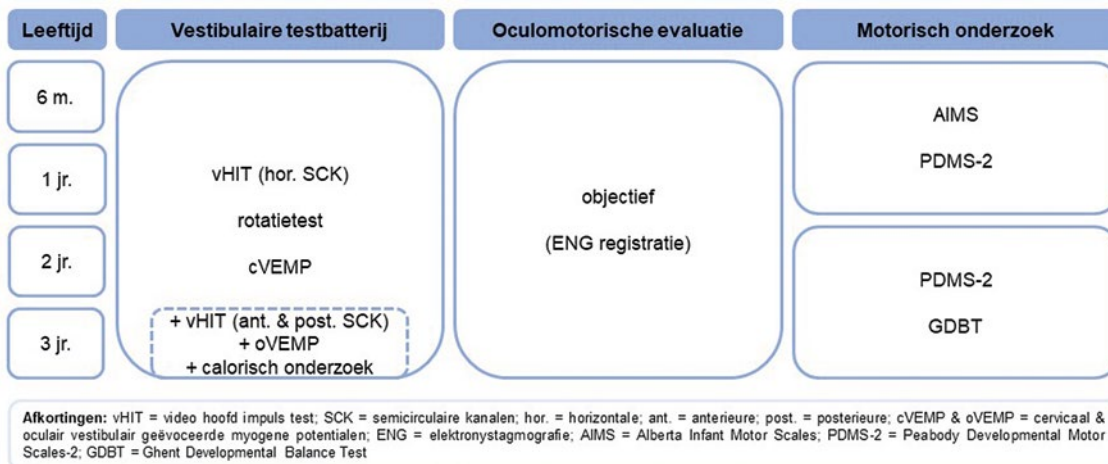 Leeftijd
Vestibulaire testbatterij
Oculomotorische evaluatie
Motorisch onderzoek
6 m.
1 jr.
2 jr.
3 jr.
vHIT (hor. SCK)
rotatietest
cVEMP
+ vHIT (ant. & post. SCK)
+ oVEMP
+ calorisch onderzoek
objectief
(ENG registratie)
AIMS
PDMS-2
PDMS-2
GDBT
Afkortingen: vHIT = video hoofd impuls test; SCK = semicirculaire kanalen; hor. = horizontale; ant. = anterieure; post. = posterieure; cVEMP & oVEMP = cervicaal &
oculair vestibulair geëvoceerde myogene potentialen; ENG = elektronystagmografie; AIMS = Alberta Infant Motor Scales; PDMS-2 = Peabody Developmental Motor
Scales-2; GDBT = Ghent Developmental Balance Test